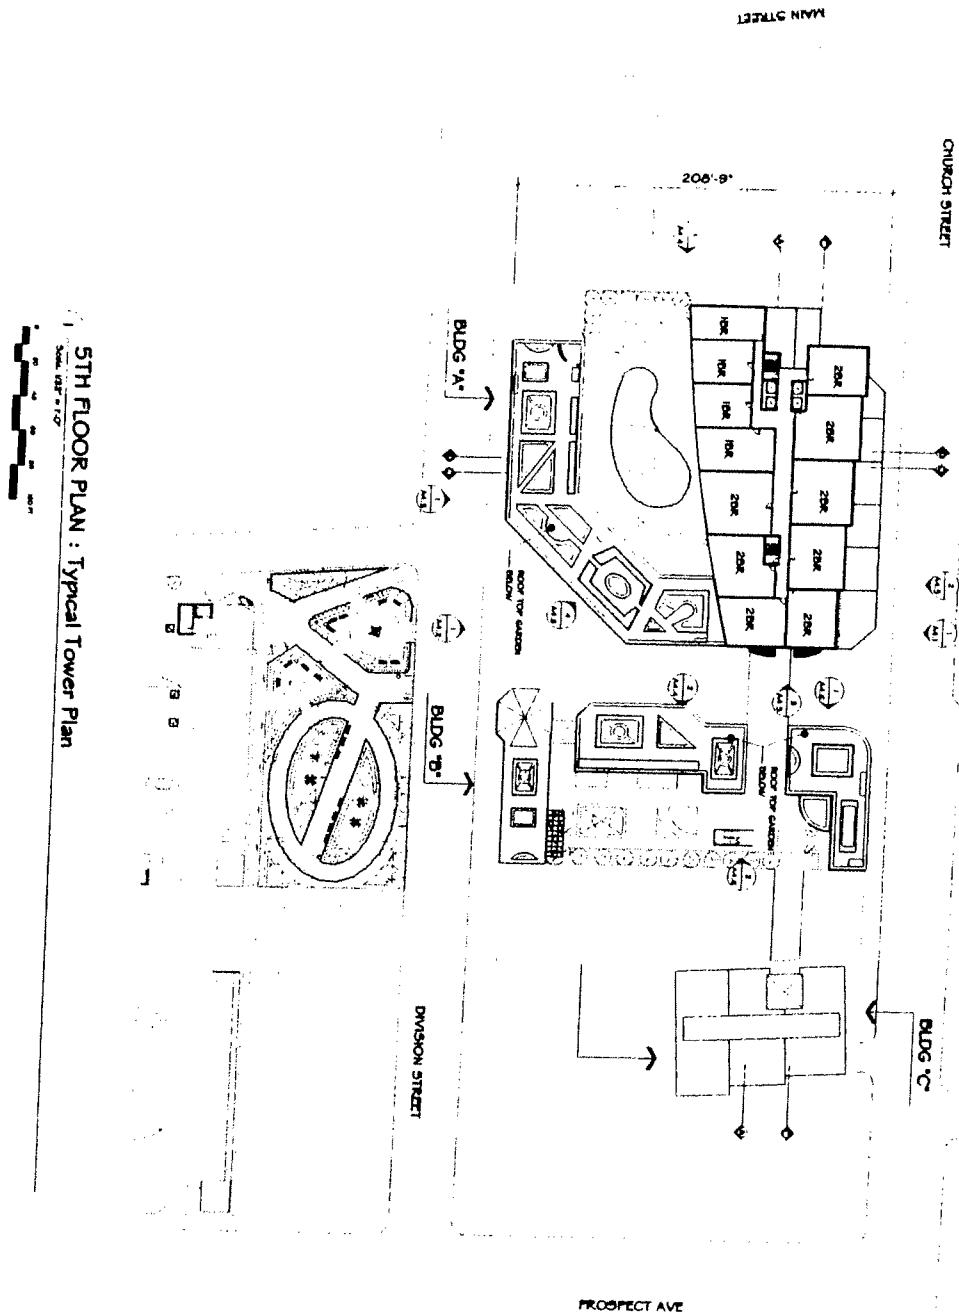 MAIN STREET
CHURCH STREET
208'-9"
BLDG "A"
1BR
1BR
1BR
1BR
2BR
2BR
2BR
2BR
2BR
2BR
2BR
2BR
ROOF TOP GARDEN
BELOW
BLDG "B"
ROOF TOP GARDEN
BELOW
BLDG "C"
DIVISION STREET
PROSPECT AVE
5TH FLOOR PLAN : Typical Tower Plan